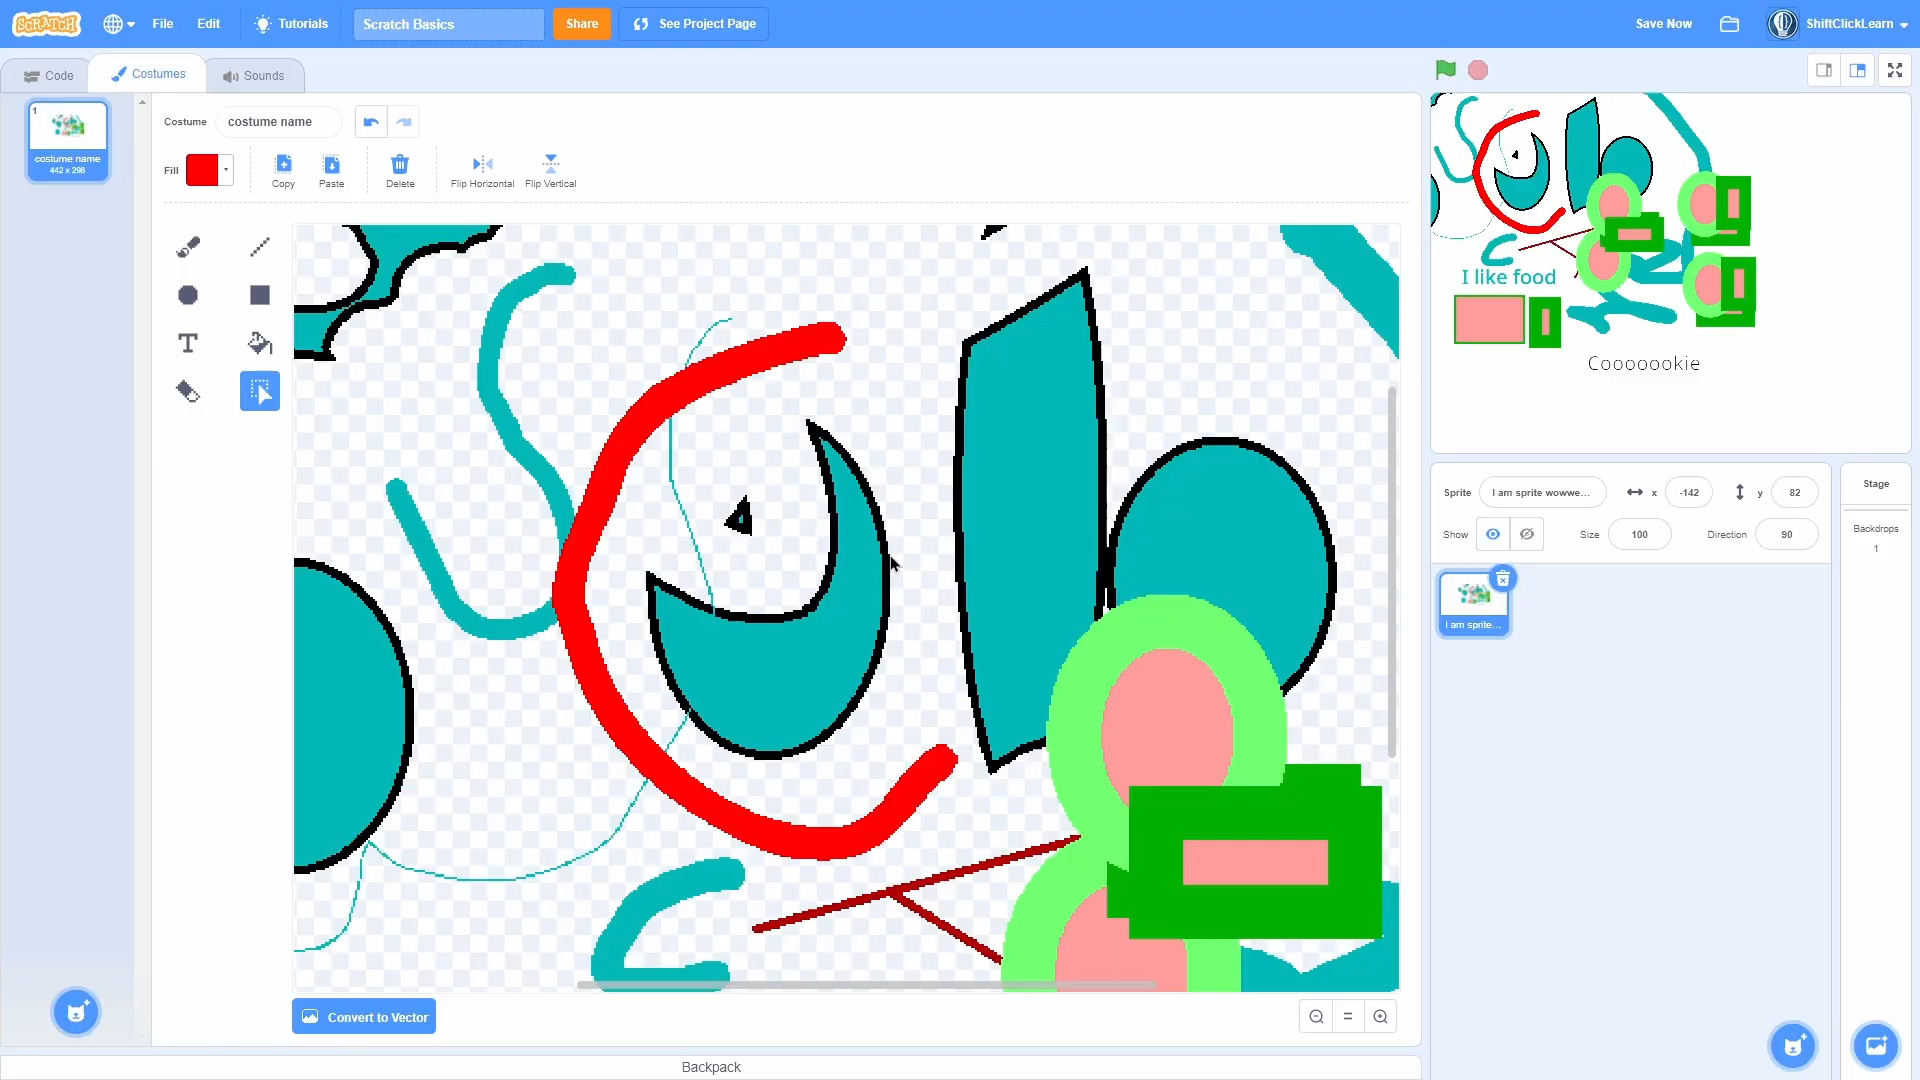 SCRATCH File Edit Tutorials Scratch Basics Share See Project Page Save Now ShiftClickLearn
Code Costumes Sounds
1
costume name
442 x 298
Costume costume name
Fill Copy Paste Delete Flip Horizontal Flip Vertical
T
Convert to Vector
Backpack
I like food
Cooooookie
Sprite I am sprite wowwe... x -142 y 82
Show Size 100 Direction 90
I am sprite...
Stage
Backdrops
1